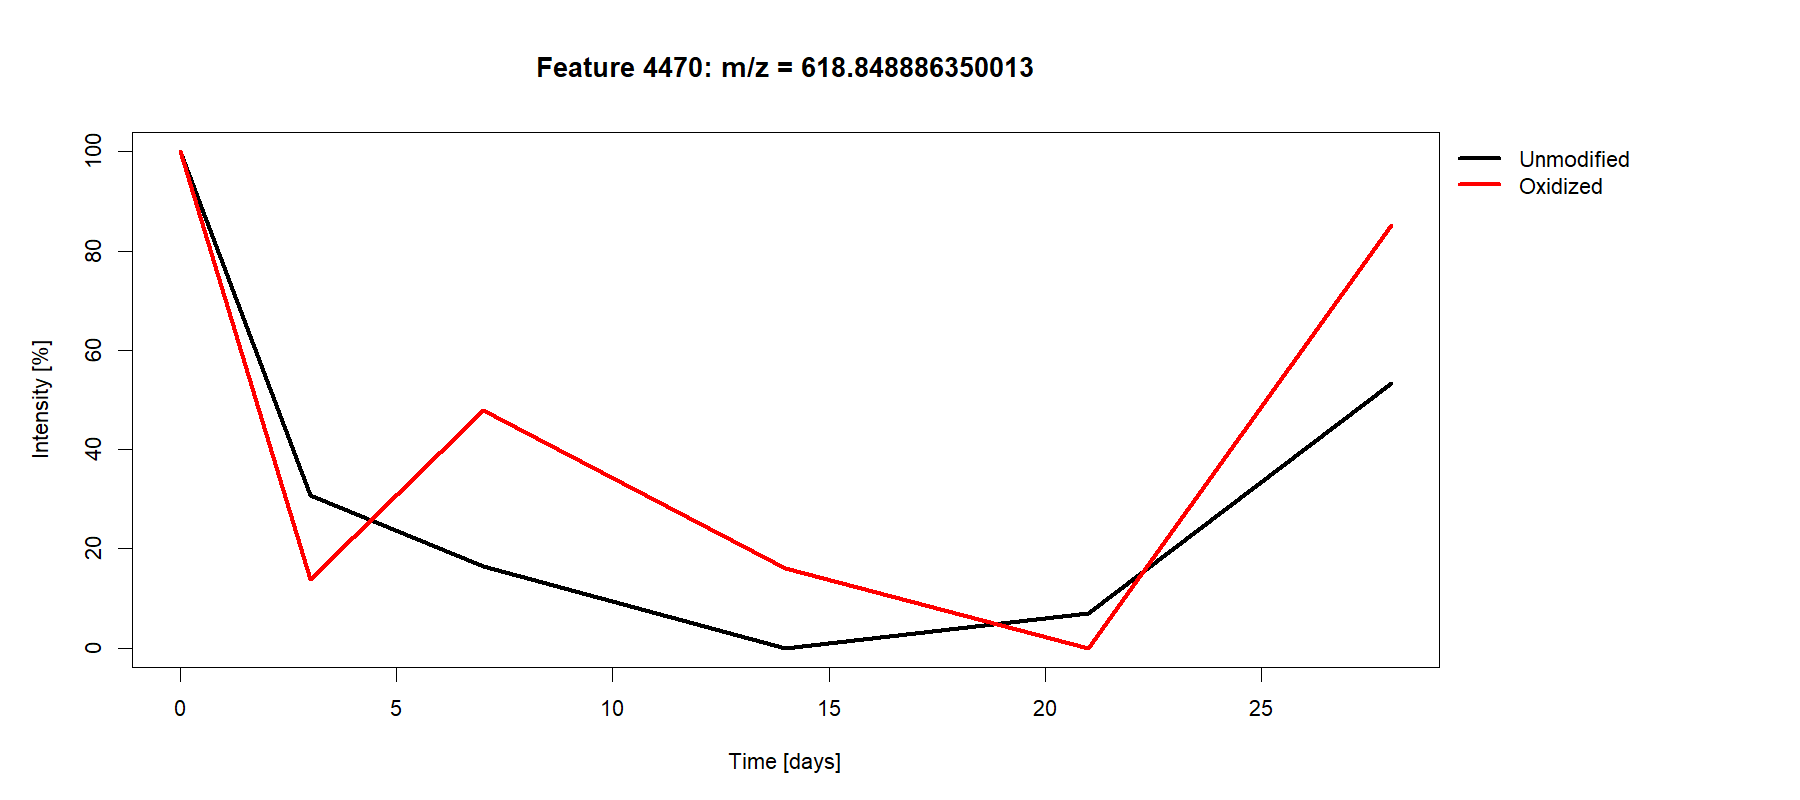 Feature 4470: m/z = 618.848886350013
Unmodified
Oxidized
Intensity [%]
100
80
60
40
20
0
0 5 10 15 20 25
Time [days]